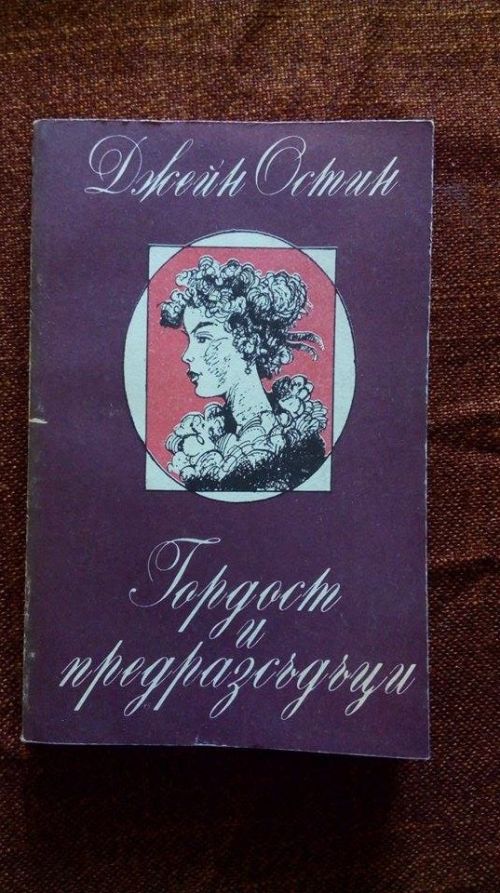 Джейн Остин
Гордост
и
предразсъдъци